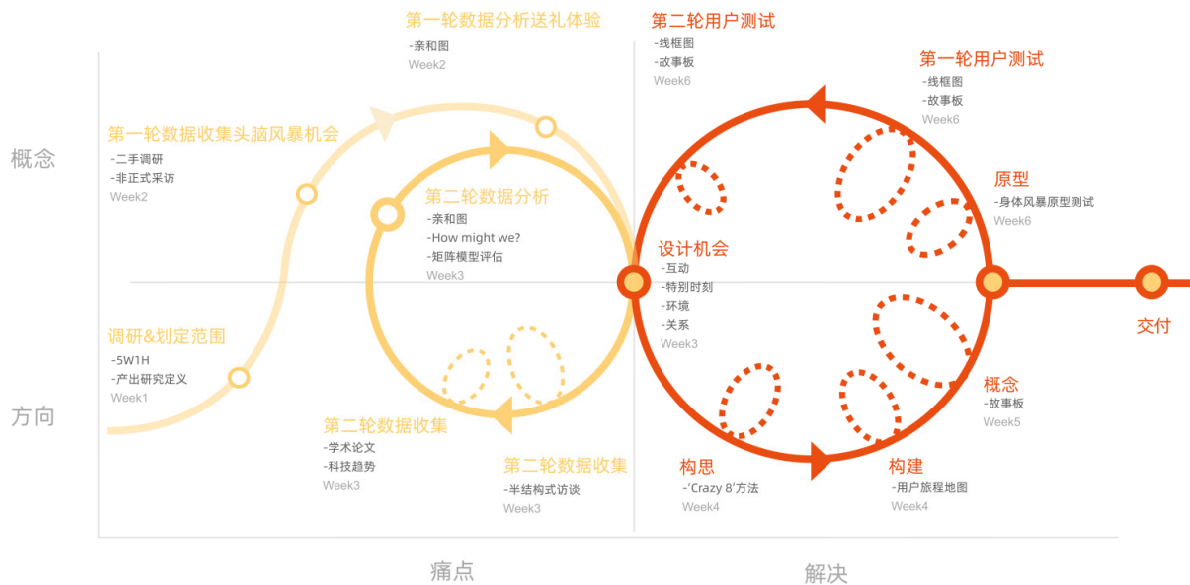 概念
方向
痛点
解决
调研&划定范围
-5W1H
-产出研究定义
Week1
第一轮数据收集头脑风暴机会
-二手调研
-非正式采访
Week2
第一轮数据分析送礼体验
-亲和图
Week2
第二轮数据收集
-学术论文
-科技趋势
Week3
第二轮数据收集
-半结构式访谈
Week3
第二轮数据分析
-亲和图
-How might we?
-矩阵模型评估
Week3
设计机会
-互动
-特别时刻
-环境
-关系
Week3
构思
-‘Crazy 8’方法
Week4
构建
-用户旅程地图
Week4
概念
-故事板
Week5
原型
-身体风暴原型测试
Week6
第一轮用户测试
-线框图
-故事板
Week6
第二轮用户测试
-线框图
-故事板
Week6
交付